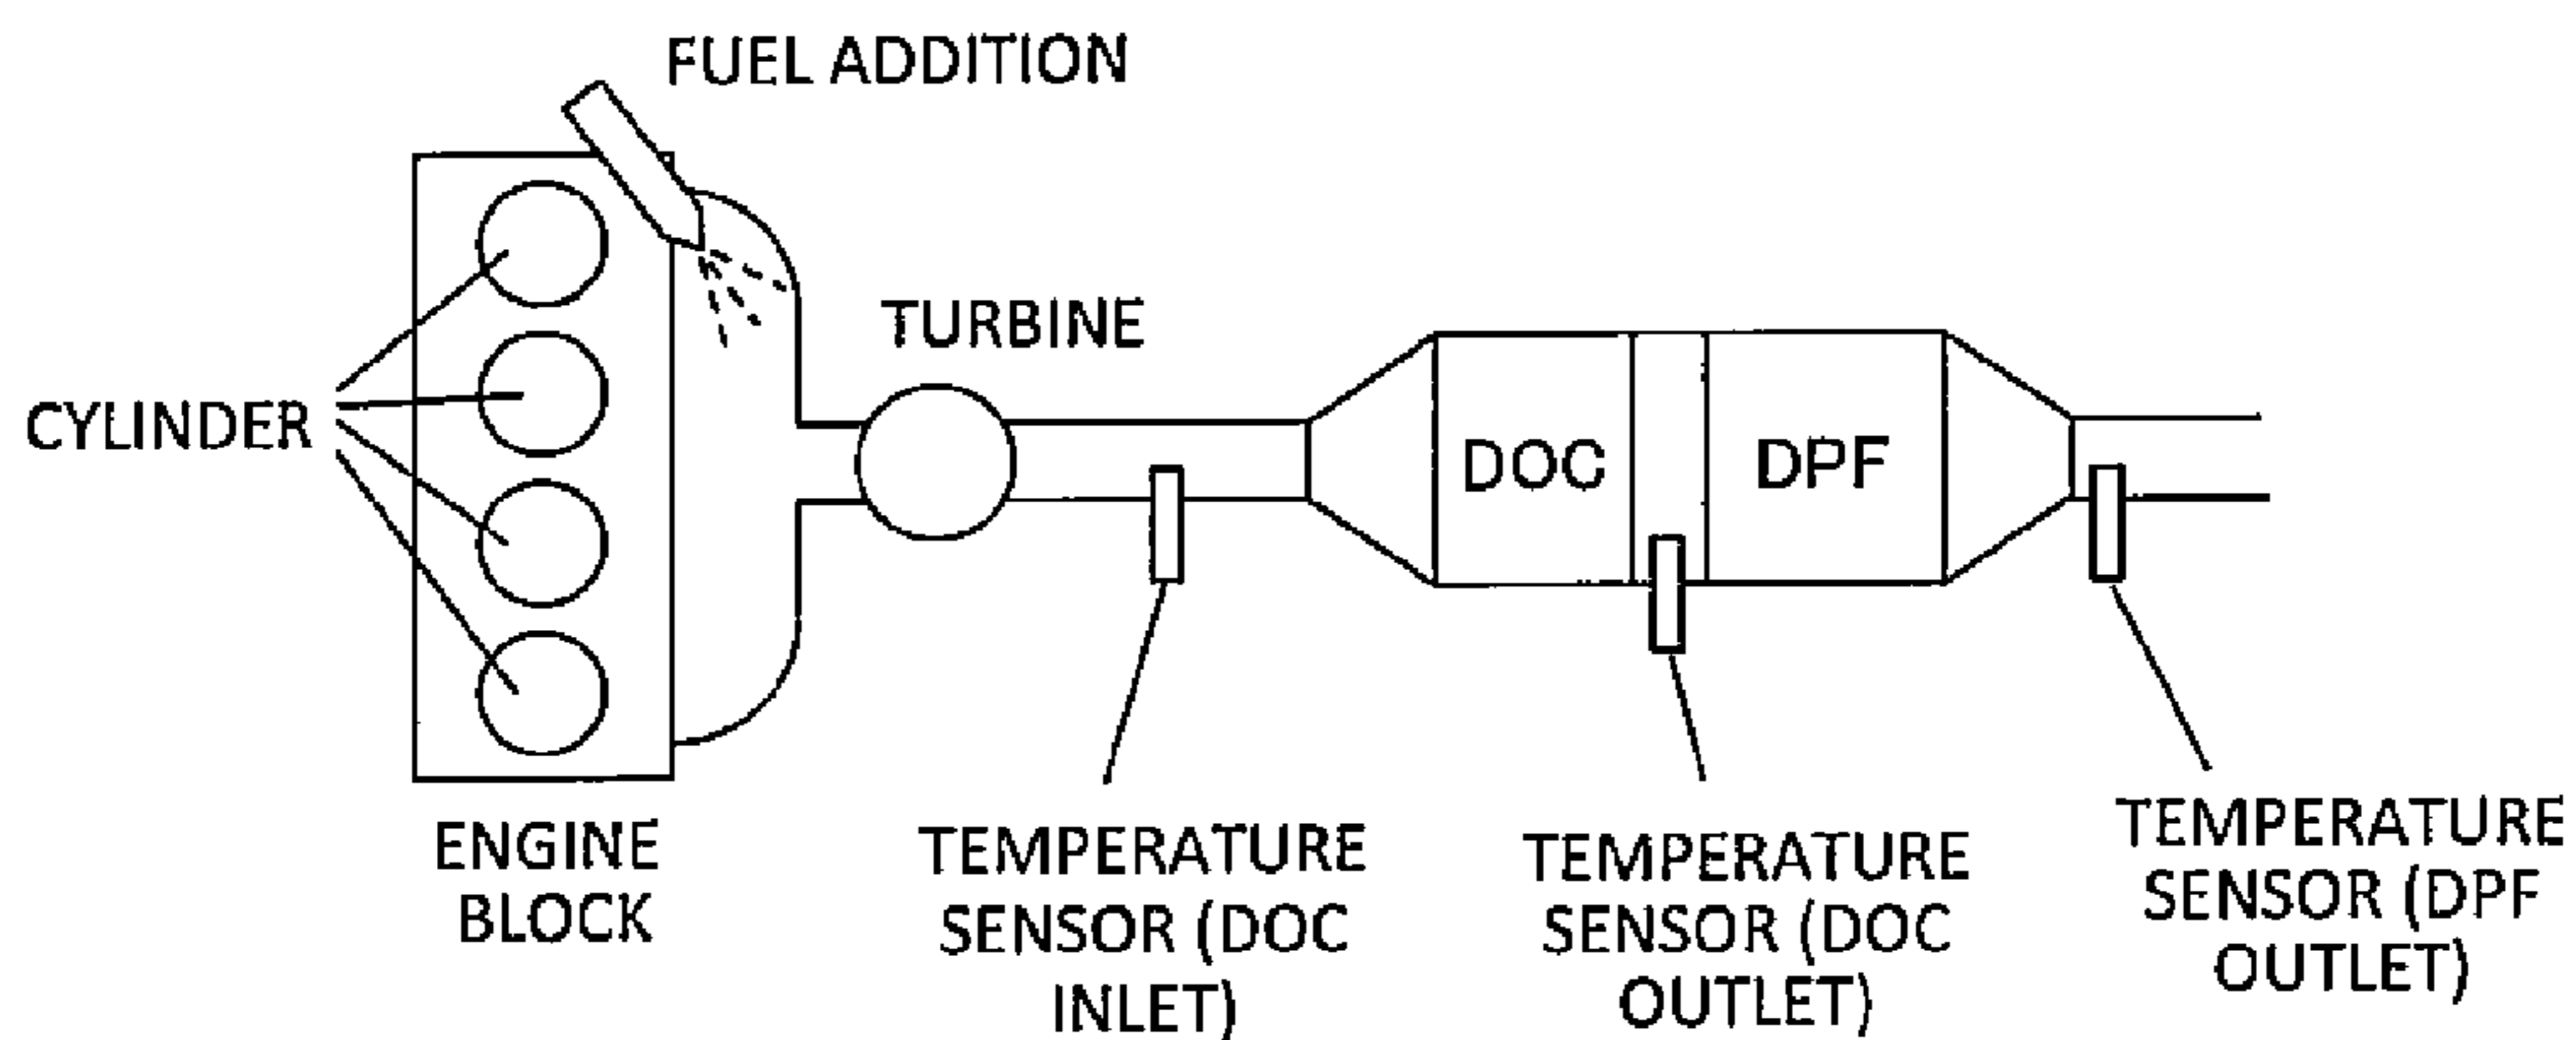 FUEL ADDITION
TURBINE
CYLINDER
DOC
DPF
ENGINE
BLOCK
TEMPERATURE
SENSOR (DOC
INLET)
TEMPERATURE
SENSOR (DOC
OUTLET)
TEMPERATURE
SENSOR (DPF
OUTLET)